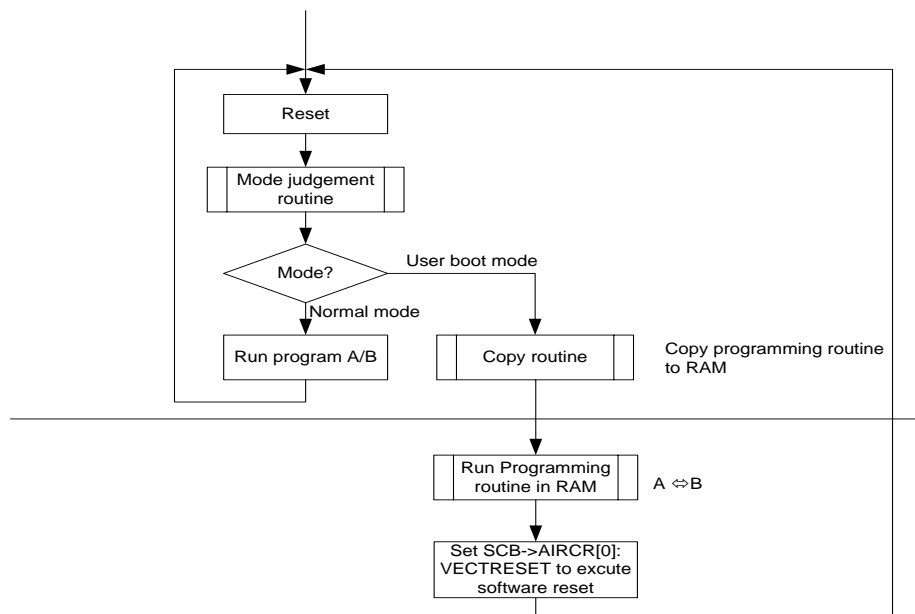 Reset
Mode judgement
routine
Mode?
User boot mode
Normal mode
Run program A/B
Copy routine
Copy programming routine
to RAM
Run Programming
routine in RAM
A ⇔B
Set SCB->AIRCR[0]:
VECTRESET to excute
software reset